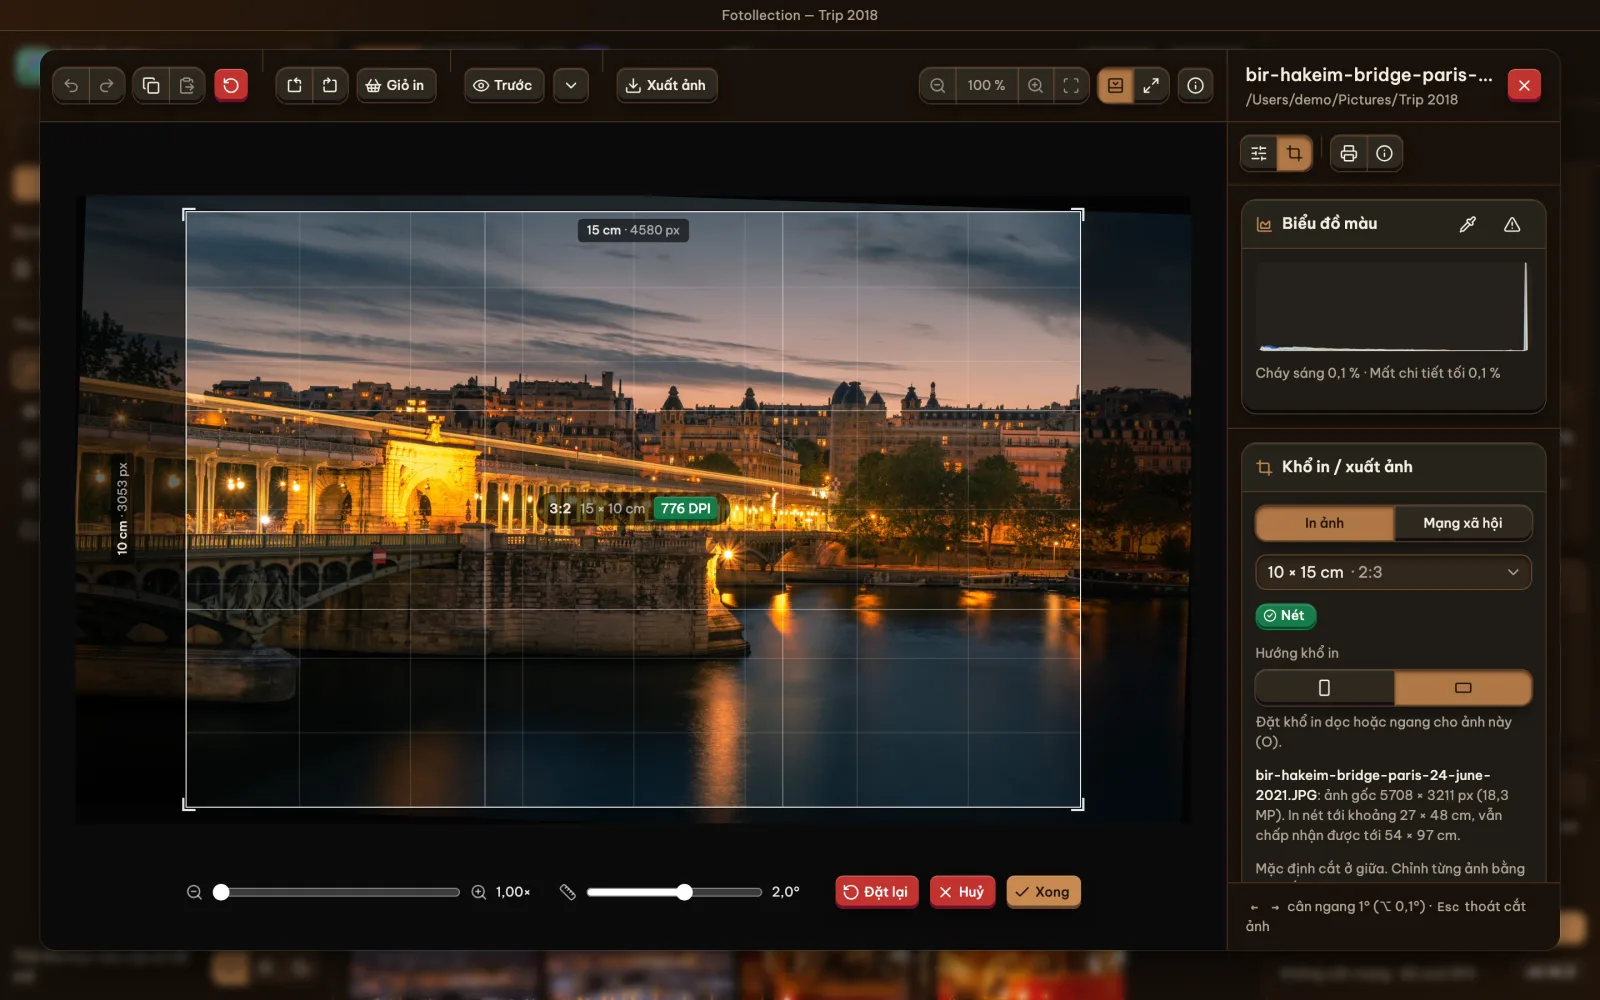 Fotollection — Trip 2018
Giỏ in
Trước
Xuất ảnh
100 %
bir-hakeim-bridge-paris-...
/Users/demo/Pictures/Trip 2018
Biểu đồ màu
Cháy sáng 0,1 % · Mất chi tiết tối 0,1 %
Khổ in / xuất ảnh
In ảnh
Mạng xã hội
10 × 15 cm · 2:3
Nét
Hướng khổ in
Đặt khổ in dọc hoặc ngang cho ảnh này
(O).
bir-hakeim-bridge-paris-24-june-
2021.JPG: ảnh gốc 5708 × 3211 px (18,3
MP). In nét tới khoảng 27 × 48 cm, vẫn
chấp nhận được tới 54 × 97 cm.
Mặc định cắt ở giữa. Chỉnh từng ảnh bằng
← → cân ngang 1° (⌥ 0,1°) · Esc thoát cắt
ảnh
15 cm · 4580 px
10 cm · 3053 px
3:2 15 × 10 cm 776 DPI
1,00×
2,0°
Đặt lại
Huỷ
Xong